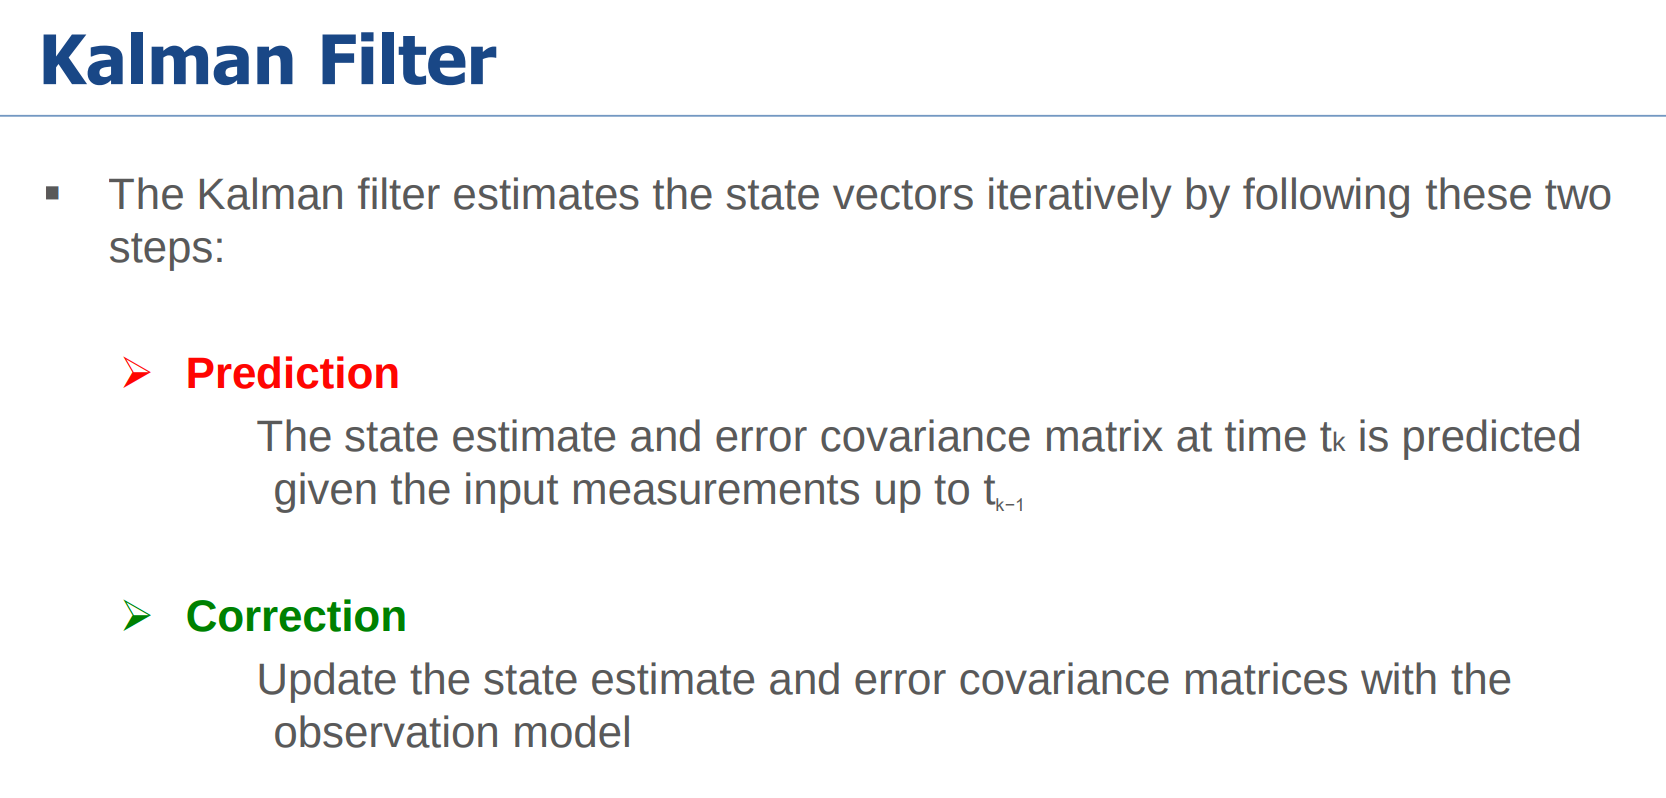 Kalman Filter
▪ The Kalman filter estimates the state vectors iteratively by following these two
steps:
➢ Prediction
The state estimate and error covariance matrix at time tk is predicted
given the input measurements up to tk−1
➢ Correction
Update the state estimate and error covariance matrices with the
observation model